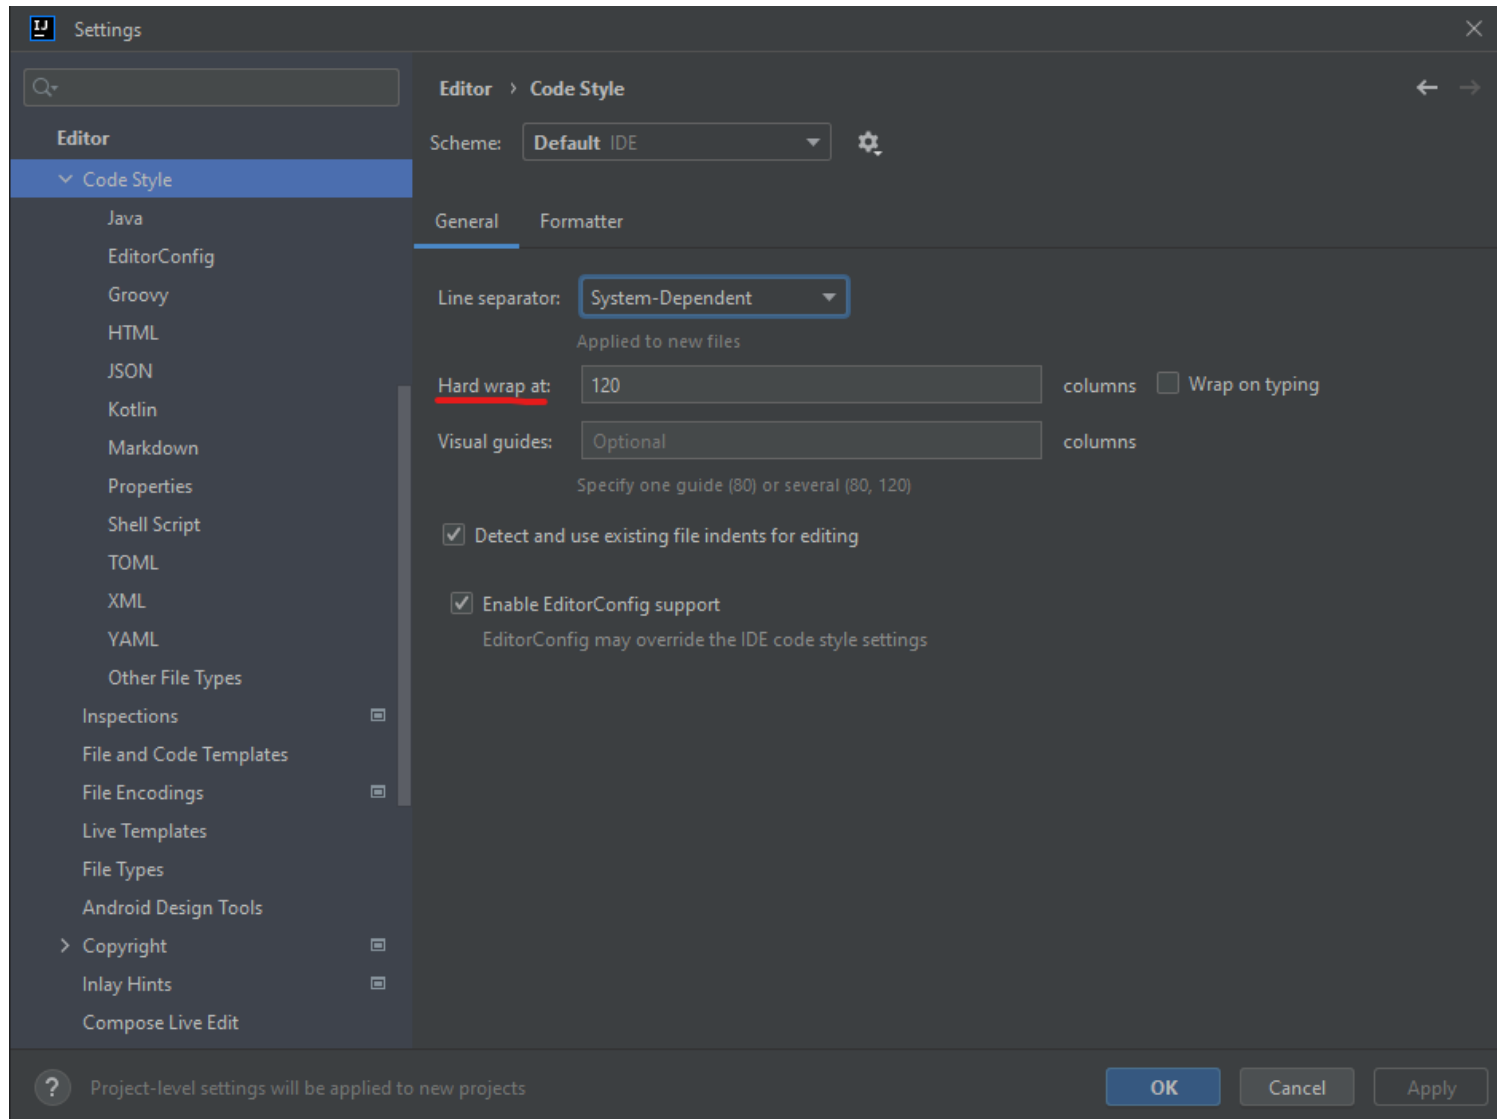 IJ
Settings
Editor
Code Style
Java
EditorConfig
Groovy
HTML
JSON
Kotlin
Markdown
Properties
Shell Script
TOML
XML
YAML
Other File Types
Inspections
File and Code Templates
File Encodings
Live Templates
File Types
Android Design Tools
Copyright
Inlay Hints
Compose Live Edit
Editor › Code Style
Scheme: Default IDE
General Formatter
Line separator: System-Dependent
Applied to new files
Hard wrap at: 120 columns Wrap on typing
Visual guides: Optional columns
Specify one guide (80) or several (80, 120)
Detect and use existing file indents for editing
Enable EditorConfig support
EditorConfig may override the IDE code style settings
? Project-level settings will be applied to new projects
OK Cancel Apply